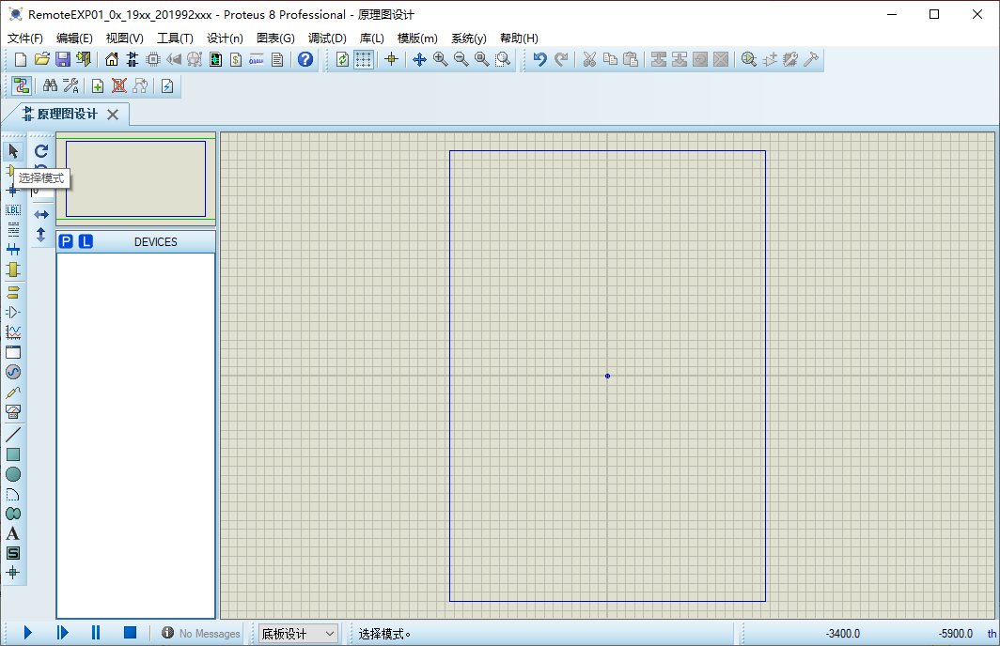 RemoteEXP01_0x_19xx_201992xxx - Proteus 8 Professional - 原理图设计
文件(F) 编辑(E) 视图(V) 工具(T) 设计(n) 图表(G) 调试(D) 库(L) 模版(m) 系统(y) 帮助(H)
原理图设计
选择模式
LBL
P L DEVICES
A
S
No Messages 底板设计 选择模式。 -3400.0 -5900.0 th